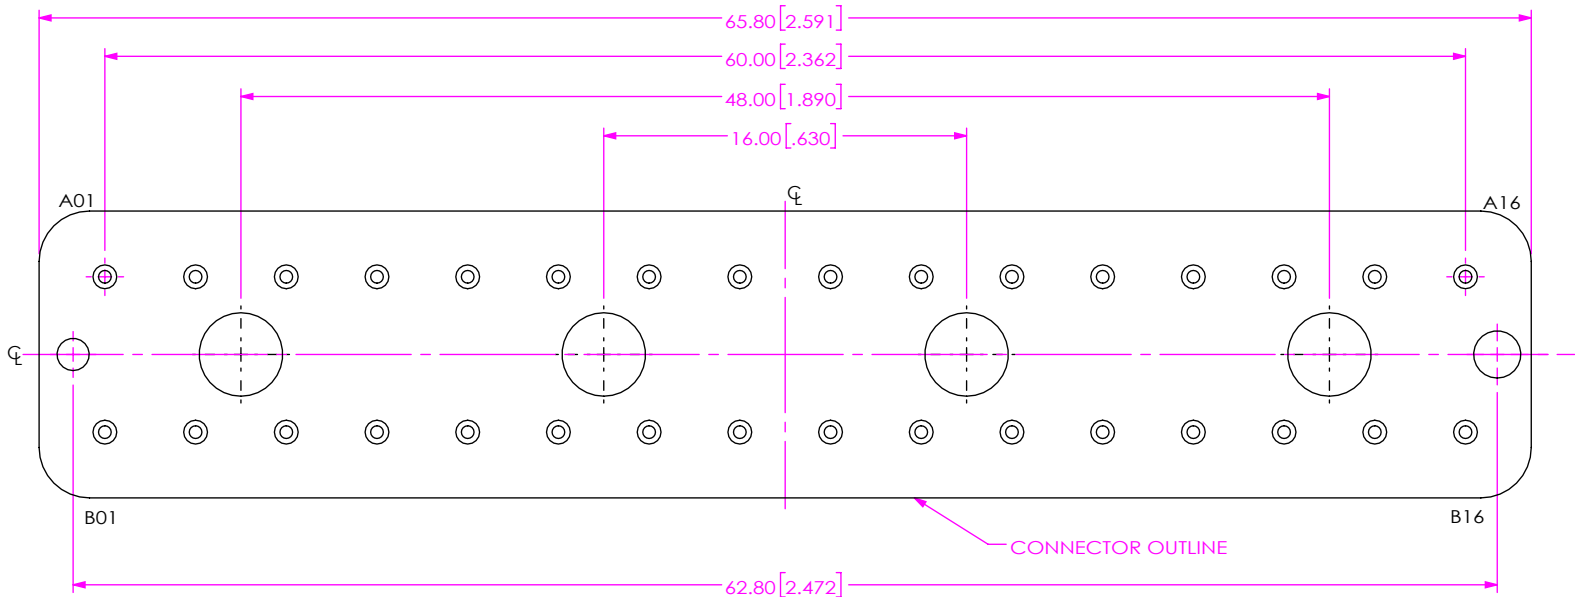 65.80[2.591]
60.00[2.362]
48.00[1.890]
16.00[.630]
℄
A01
A16
℄
B01
B16
CONNECTOR OUTLINE
62.80[2.472]